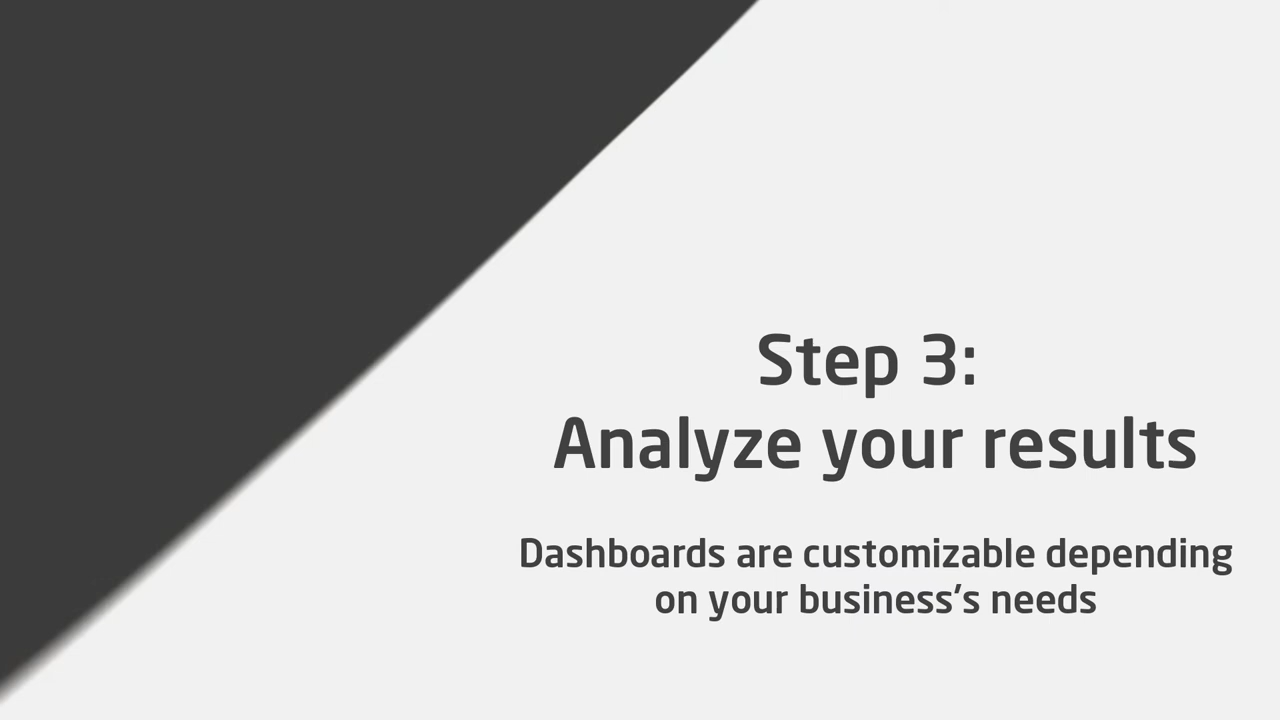 Step 3:
Analyze your results
Dashboards are customizable depending
on your business's needs